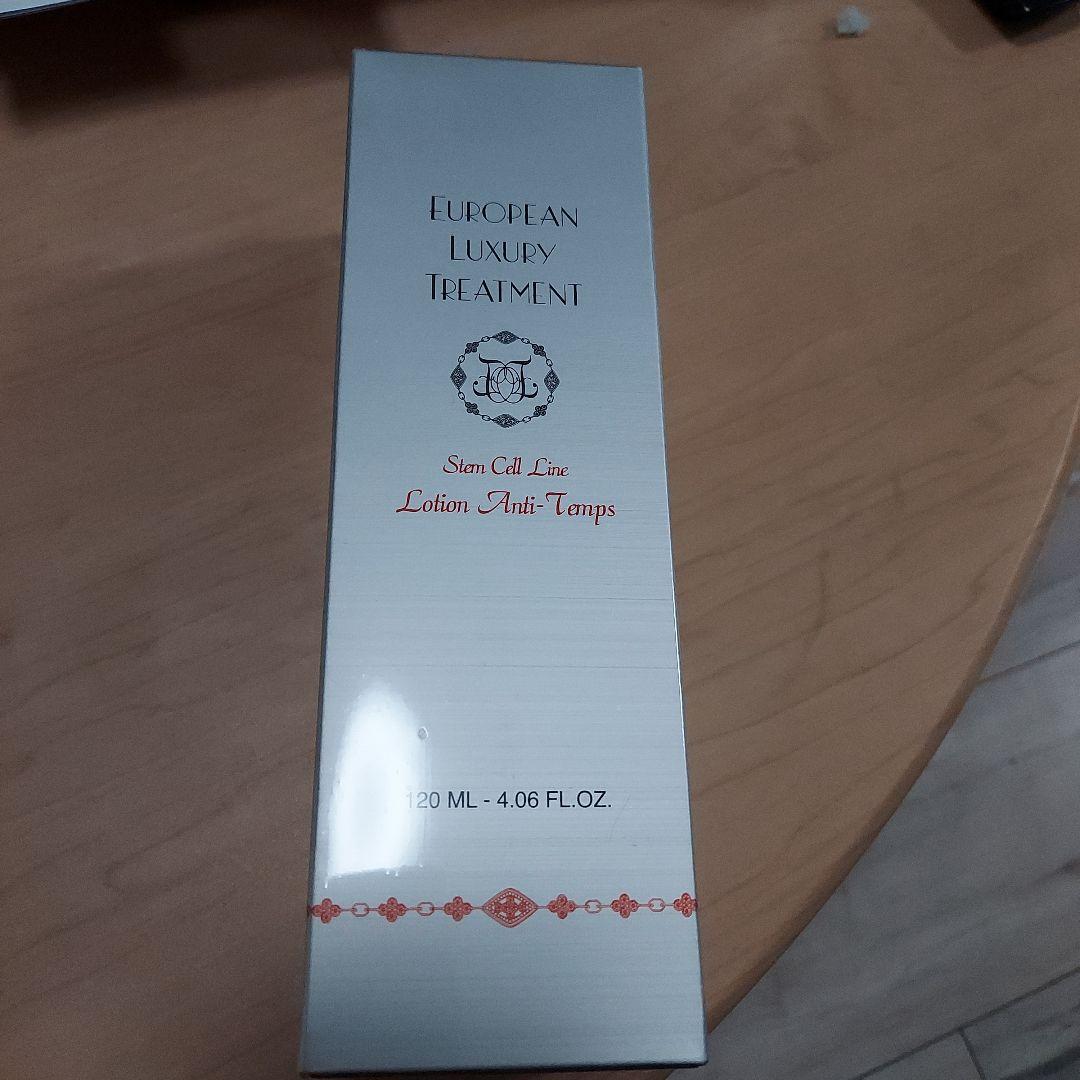 EUROPEAN
LUXURY
TREATMENT
Stem Cell Line
Lotion Anti-Temps
120 ML - 4.06 FL.OZ.